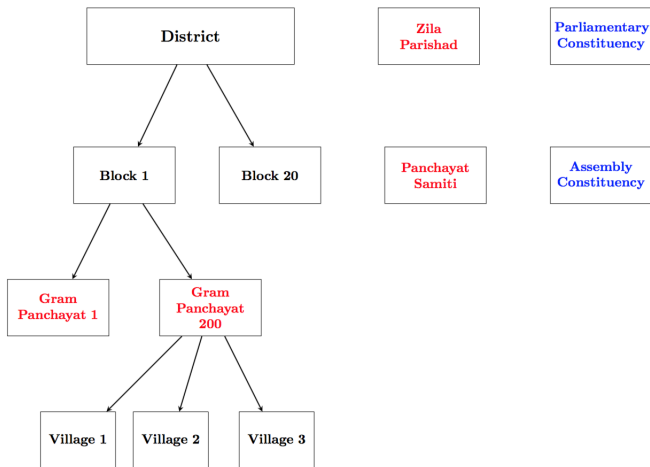 District
Zila
Parishad
Parliamentary
Constituency
Block 1
Block 20
Panchayat
Samiti
Assembly
Constituency
Gram
Panchayat 1
Gram
Panchayat
200
Village 1
Village 2
Village 3